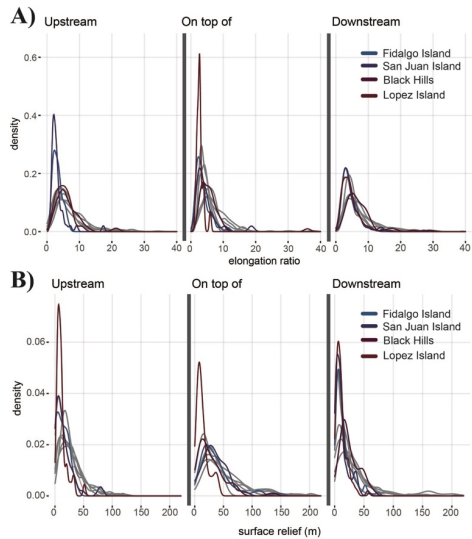 A)
Upstream
On top of
Downstream
Fidalgo Island
San Juan Island
Black Hills
Lopez Island
density
0.6
0.4
0.2
0.0
0 10 20 30 40
0 10 20 30 40
0 10 20 30 40
elongation ratio
B)
Upstream
On top of
Downstream
Fidalgo Island
San Juan Island
Black Hills
Lopez Island
density
0.06
0.04
0.02
0.00
0 50 100 150 200
0 50 100 150 200
0 50 100 150 200
surface relief (m)